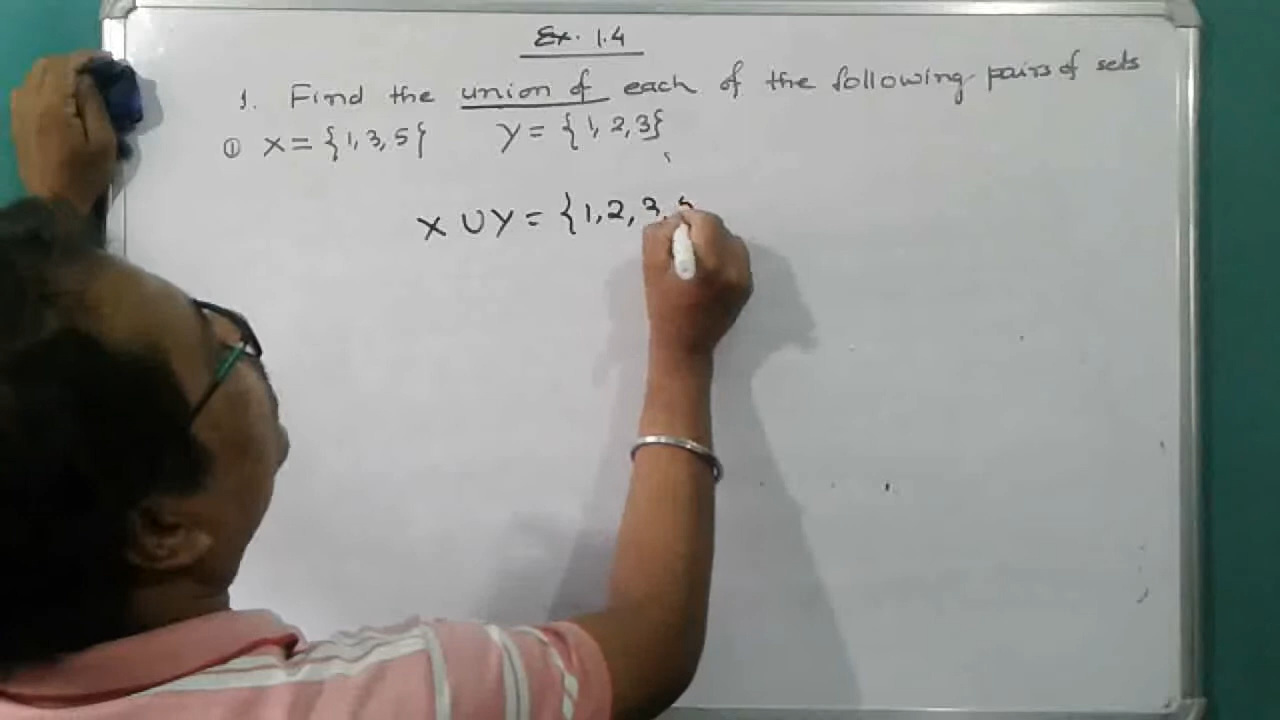 Ex. 1.4
1. Find the union of each of the following pairs of sets
① X = {1, 3, 5} Y = {1, 2, 3}
X ∪ Y = {1, 2, 3,